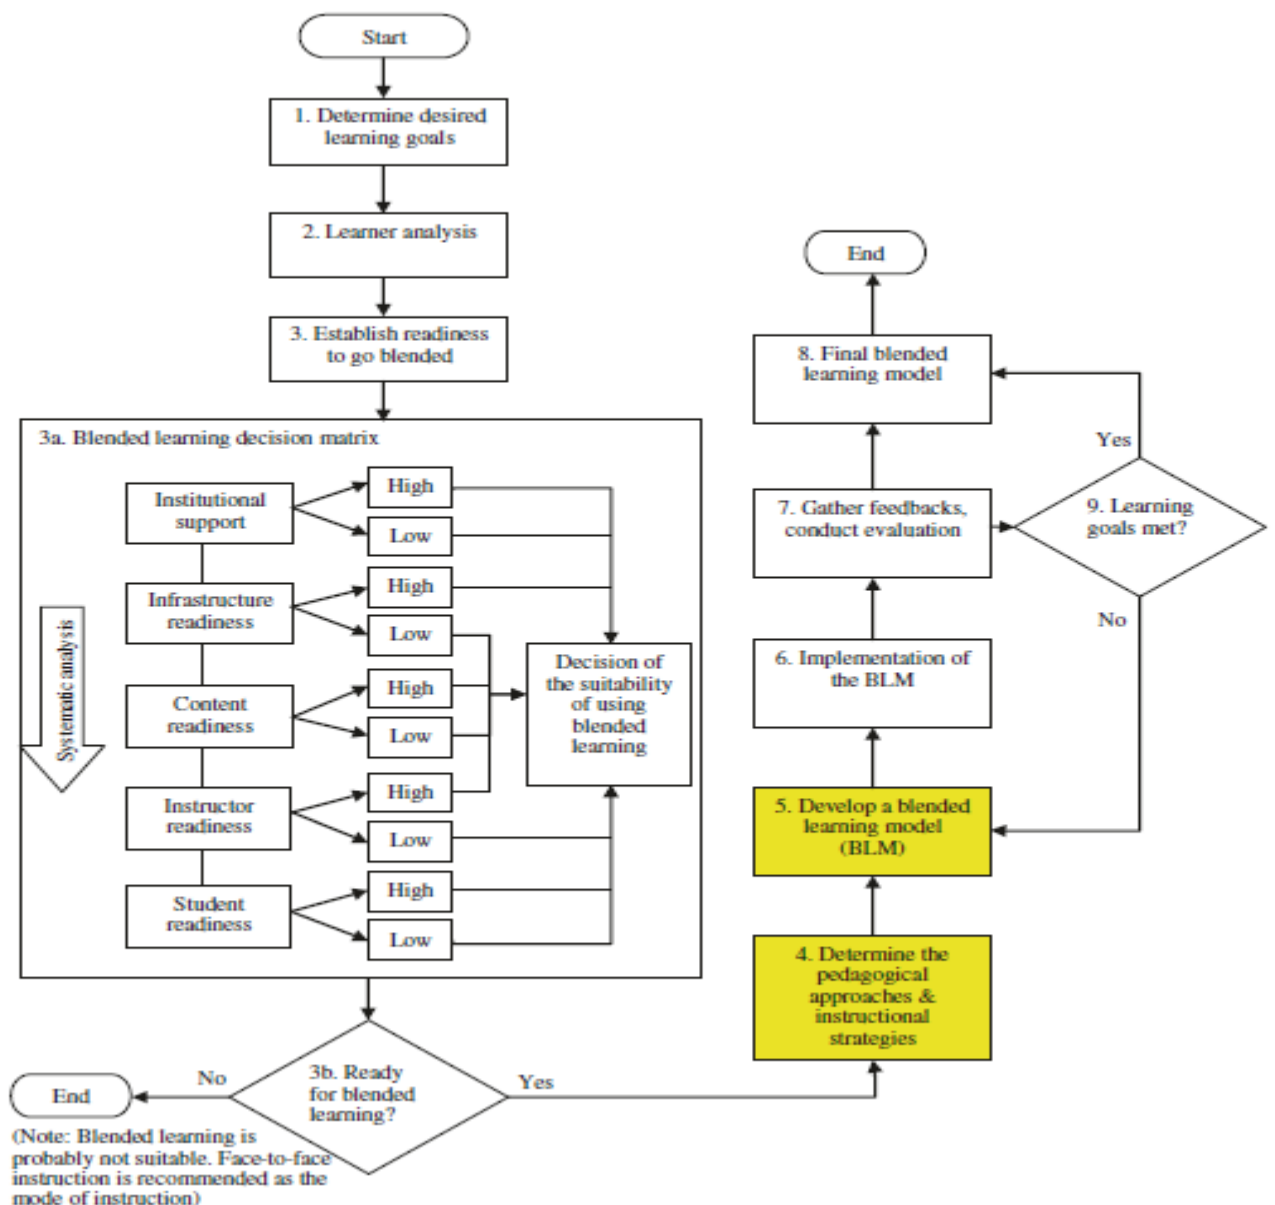 Start
1. Determine desired
learning goals
2. Learner analysis
3. Establish readiness
to go blended
3a. Blended learning decision matrix
Systematic analysis
Institutional
support
High
Low
Infrastructure
readiness
High
Low
Content
readiness
High
Low
Instructor
readiness
High
Low
Student
readiness
High
Low
Decision of
the suitability
of using
blended
learning
3b. Ready
for blended
learning?
No
Yes
End
(Note: Blended learning is
probably not suitable. Face-to-face
instruction is recommended as the
mode of instruction)
4. Determine the
pedagogical
approaches &
instructional
strategies
5. Develop a blended
learning model
(BLM)
6. Implementation of
the BLM
7. Gather feedbacks,
conduct evaluation
9. Learning
goals met?
Yes
No
8. Final blended
learning model
End